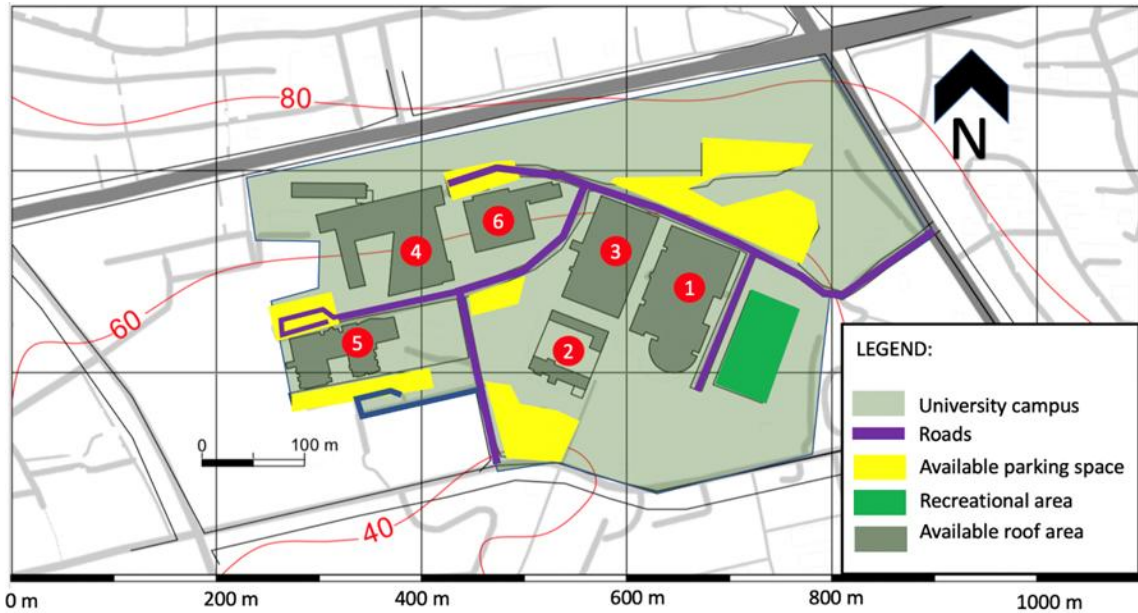 80
N
6
4
3
1
60
5
2
LEGEND:
University campus
Roads
Available parking space
Recreational area
Available roof area
0 100 m
40
0 m 200 m 400 m 600 m 800 m 1000 m